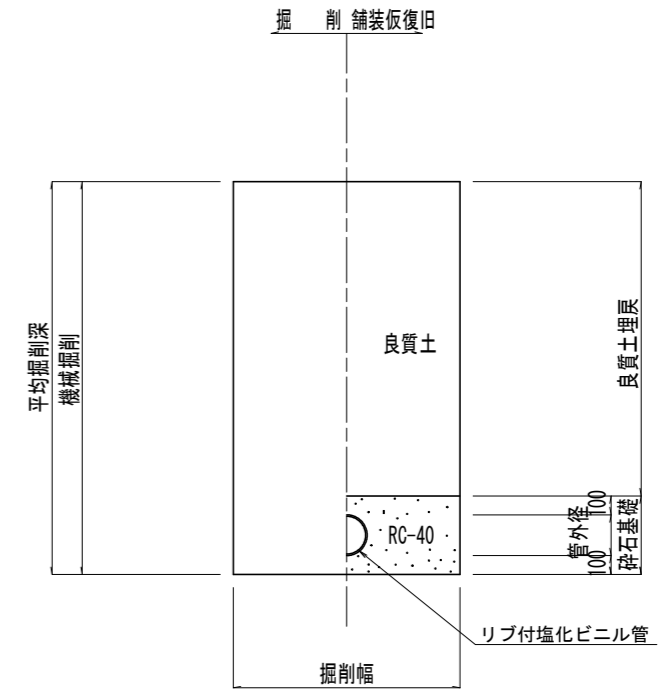 掘　削 舗装仮復旧
平均掘削深
機械掘削
良質土
良質土埋戻
RC-40
100
管外径
100
砕石基礎
リブ付塩化ビニル管
掘削幅